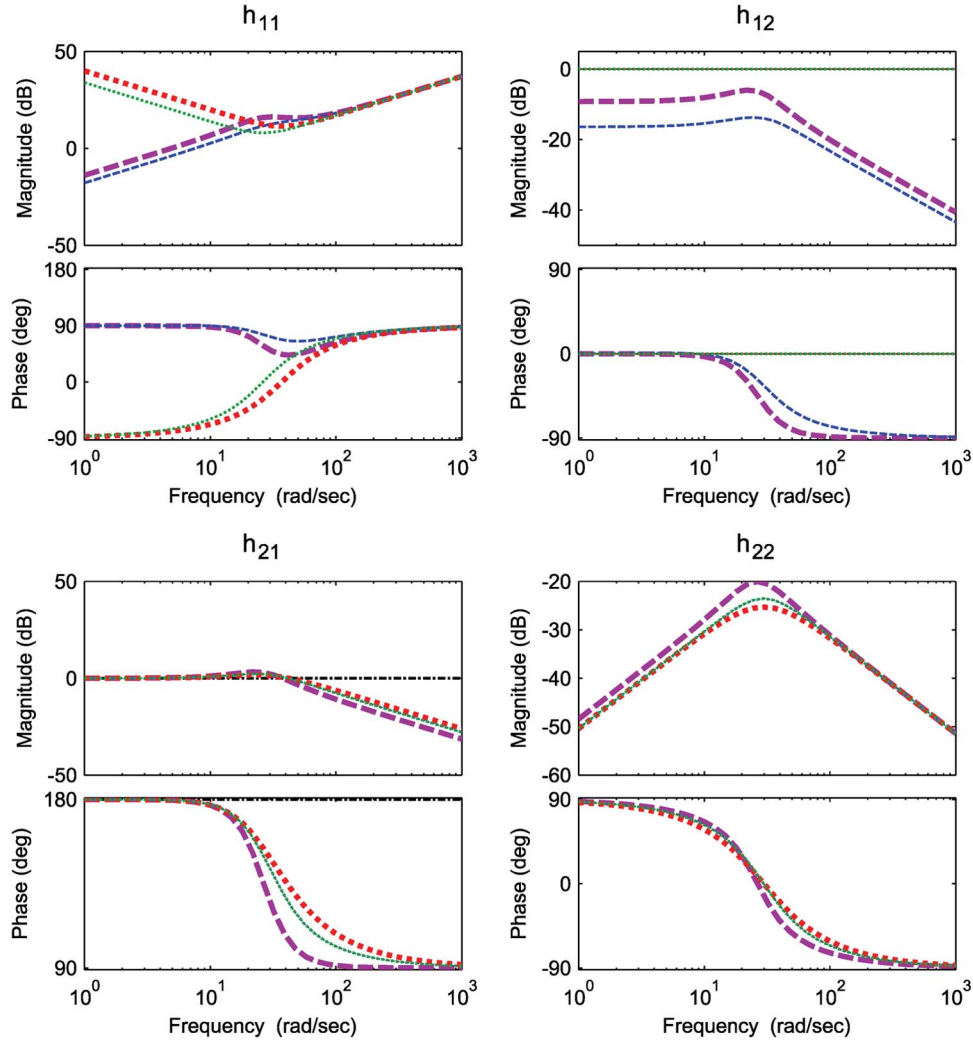 h11
50
0
-50
Magnitude (dB)
180
90
0
-90
Phase (deg)
10^0
10^1
10^2
10^3
Frequency (rad/sec)
h12
0
-20
-40
Magnitude (dB)
90
0
-90
Phase (deg)
10^0
10^1
10^2
10^3
Frequency (rad/sec)
h21
50
0
-50
Magnitude (dB)
180
90
Phase (deg)
10^0
10^1
10^2
10^3
Frequency (rad/sec)
h22
-20
-30
-40
-50
-60
Magnitude (dB)
90
0
-90
Phase (deg)
10^0
10^1
10^2
10^3
Frequency (rad/sec)